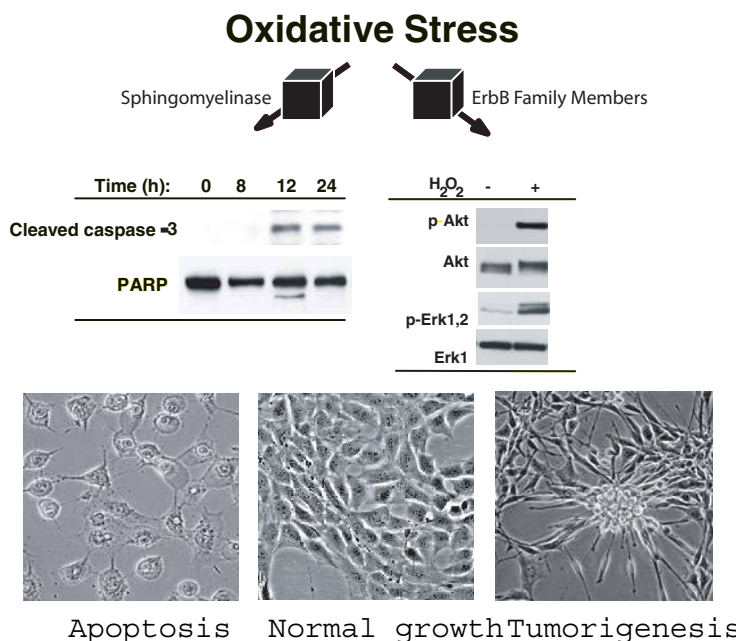 Oxidative Stress
Sphingomyelinase
ErbB Family Members
Time (h): 0 8 12 24
Cleaved caspase -3
PARP
H2O2 - +
p-Akt
Akt
p-Erk1,2
Erk1
Apoptosis Normal growth Tumorigenesis